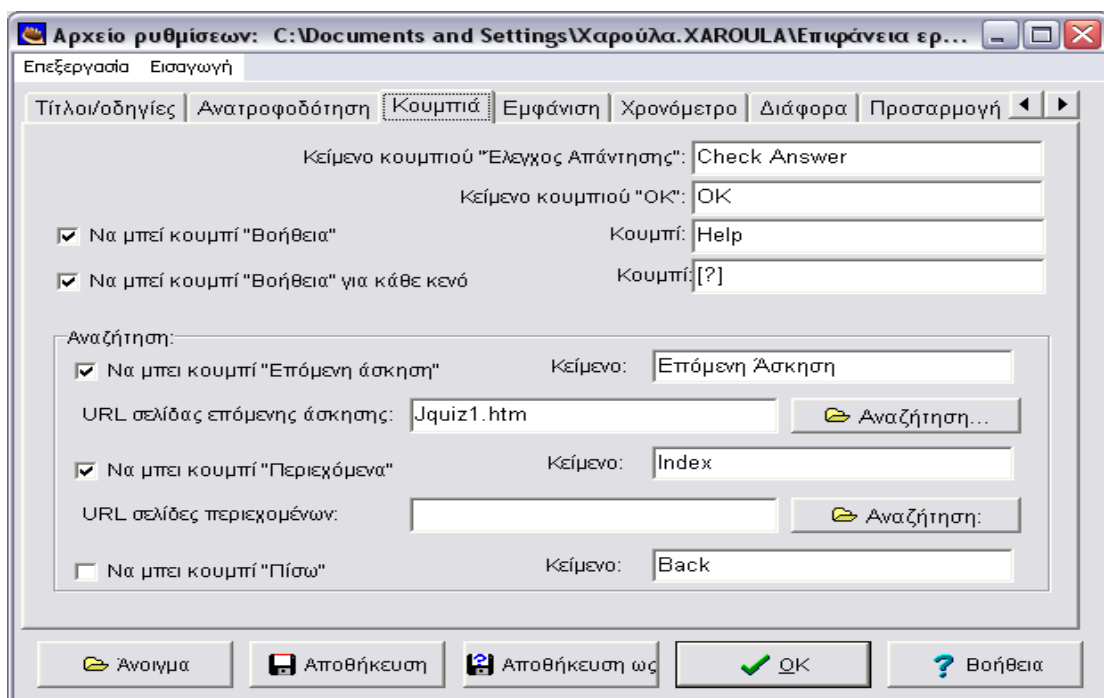 Αρχείο ρυθμίσεων: C:\Documents and Settings\Χαρούλα.XAROULA\Επιφάνεια ερ...
Επεξεργασία Εισαγωγή
Τίτλοι/οδηγίες Ανατροφοδότηση Κουμπιά Εμφάνιση Χρονόμετρο Διάφορα Προσαρμογή
Κείμενο κουμπιού "Έλεγχος Απάντησης": Check Answer
Κείμενο κουμπιού "ΟΚ": OK
Να μπεί κουμπί "Βοήθεια" Κουμπί: Help
Να μπεί κουμπί "Βοήθεια" για κάθε κενό Κουμπί: [?]
Αναζήτηση:
Να μπει κουμπί "Επόμενη άσκηση" Κείμενο: Επόμενη Άσκηση
URL σελίδας επόμενης άσκησης: Jquiz1.htm Αναζήτηση...
Να μπει κουμπί "Περιεχόμενα" Κείμενο: Index
URL σελίδες περιεχομένων: Αναζήτηση:
Να μπει κουμπί "Πίσω" Κείμενο: Back
Άνοιγμα Αποθήκευση Αποθήκευση ως OK Βοήθεια